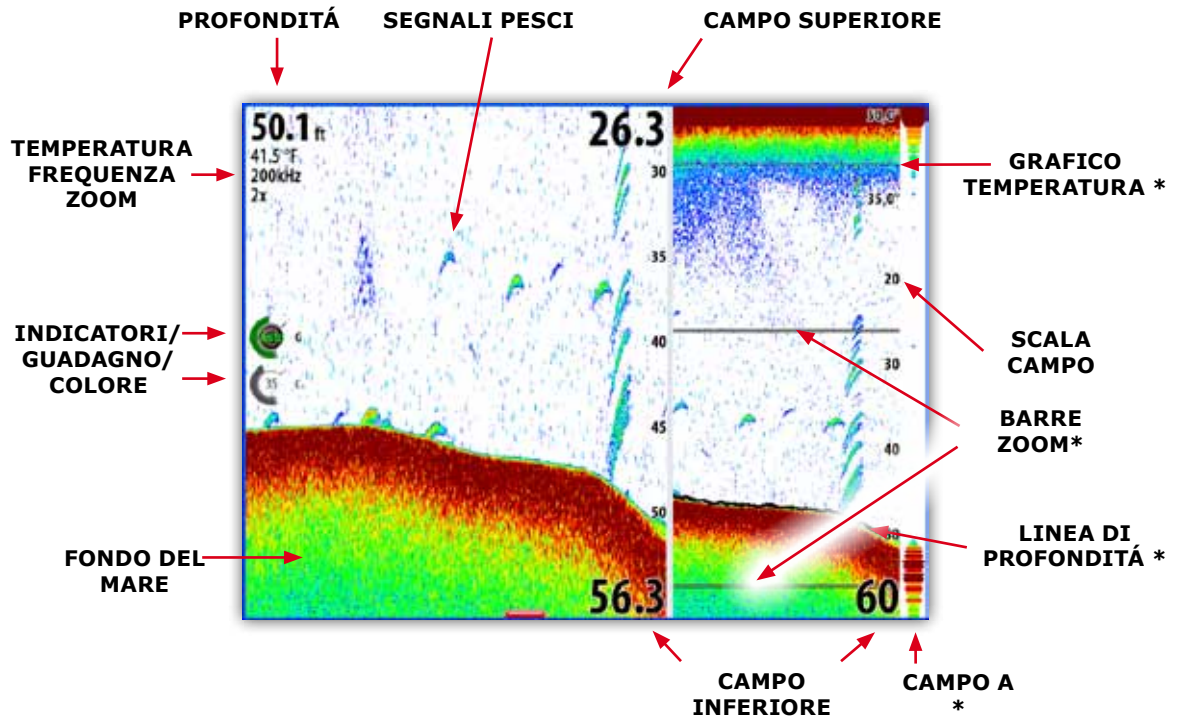 PROFONDITÁ
SEGNALI PESCI
CAMPO SUPERIORE
TEMPERATURA
FREQUENZA
ZOOM
50.1 ft
41.5 °F
200kHz
2x
26.3
30
35
40
45
50
56.3
35,0°
20
30
40
60
GRAFICO
TEMPERATURA *
INDICATORI/
GUADAGNO/
COLORE
G
35 C
SCALA
CAMPO
BARRE
ZOOM*
LINEA DI
PROFONDITÁ *
FONDO DEL
MARE
CAMPO
INFERIORE
CAMPO A
*